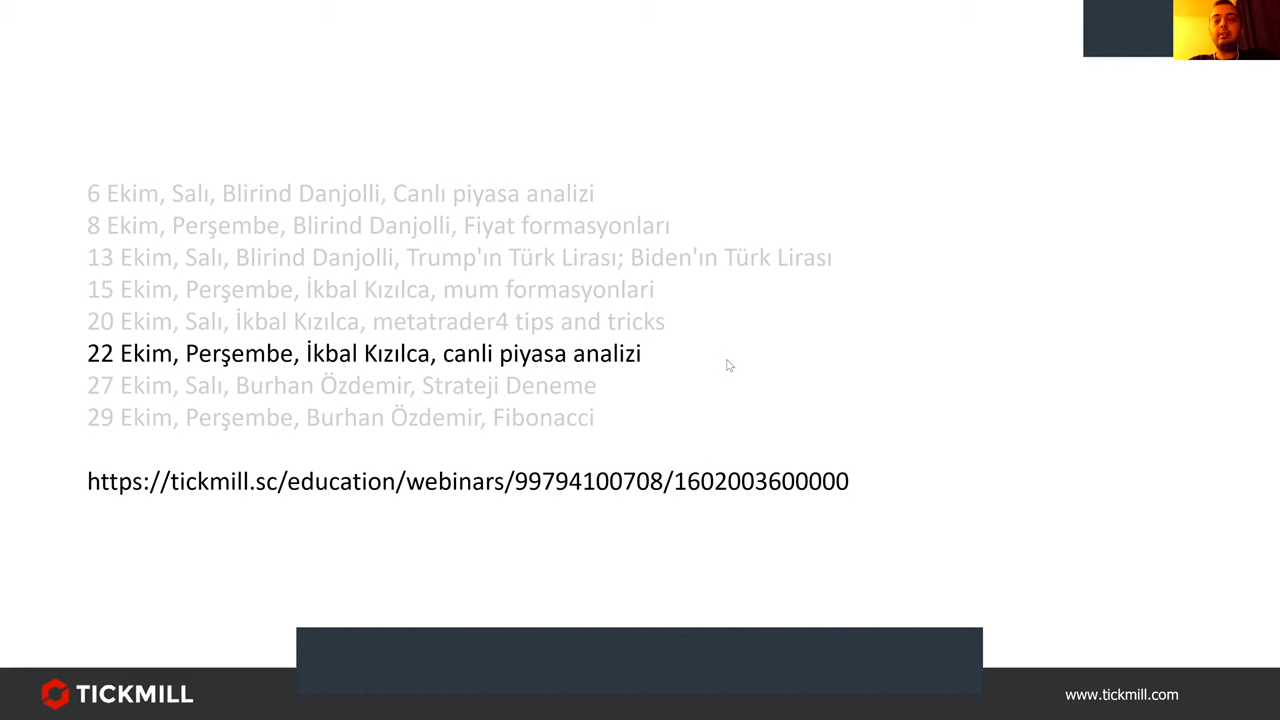 6 Ekim, Salı, Blirind Danjolli, Canlı piyasa analizi
8 Ekim, Perşembe, Blirind Danjolli, Fiyat formasyonları
13 Ekim, Salı, Blirind Danjolli, Trump'ın Türk Lirası; Biden'ın Türk Lirası
15 Ekim, Perşembe, İkbal Kızılca, mum formasyonlari
20 Ekim, Salı, İkbal Kızılca, metatrader4 tips and tricks
22 Ekim, Perşembe, İkbal Kızılca, canli piyasa analizi
27 Ekim, Salı, Burhan Özdemir, Strateji Deneme
29 Ekim, Perşembe, Burhan Özdemir, Fibonacci
https://tickmill.sc/education/webinars/99794100708/1602003600000
TICKMILL
www.tickmill.com